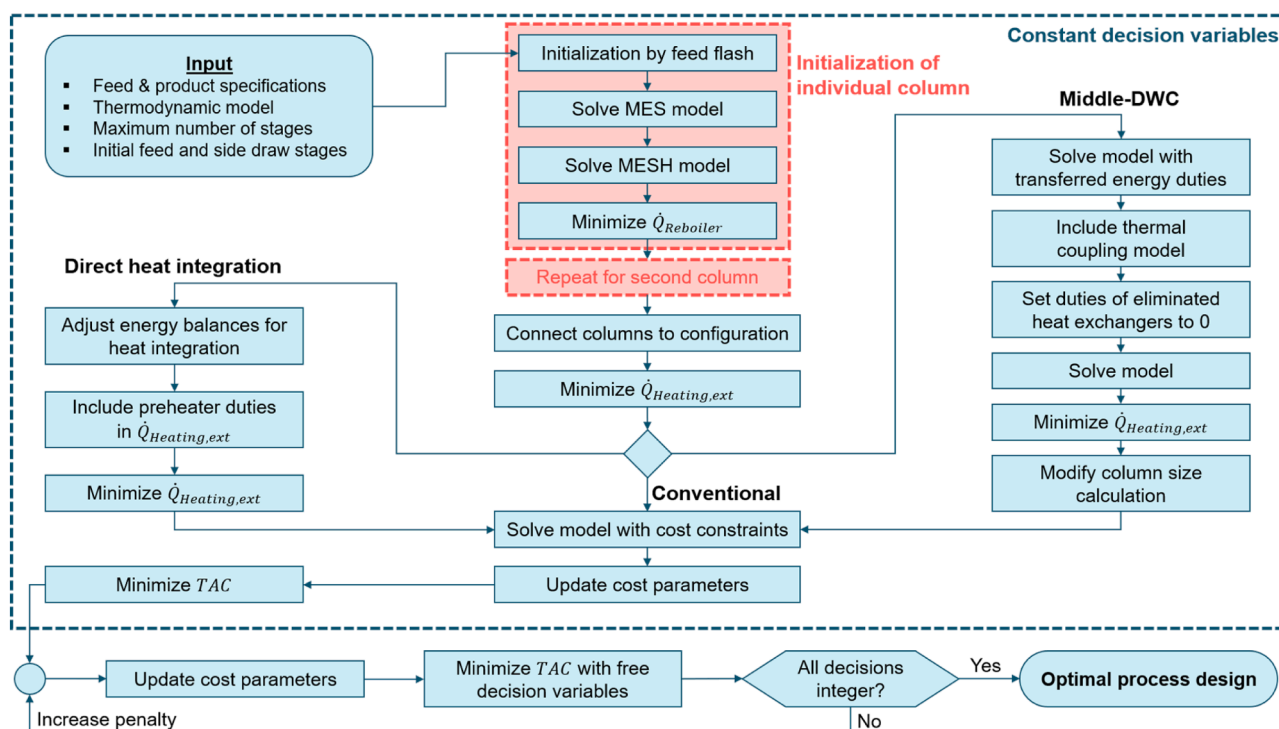 Constant decision variables
Input
▪ Feed & product specifications
▪ Thermodynamic model
▪ Maximum number of stages
▪ Initial feed and side draw stages
Initialization by feed flash
Solve MES model
Solve MESH model
Minimize Q̇_Reboiler
Initialization of
individual column
Repeat for second column
Connect columns to configuration
Minimize Q̇_Heating,ext
Direct heat integration
Adjust energy balances for
heat integration
Include preheater duties
in Q̇_Heating,ext
Minimize Q̇_Heating,ext
Middle-DWC
Solve model with
transferred energy duties
Include thermal
coupling model
Set duties of eliminated
heat exchangers to 0
Solve model
Minimize Q̇_Heating,ext
Modify column size
calculation
Conventional
Solve model with cost constraints
Update cost parameters
Minimize TAC
Update cost parameters
Minimize TAC with free
decision variables
All decisions
integer?
Yes
Optimal process design
No
Increase penalty